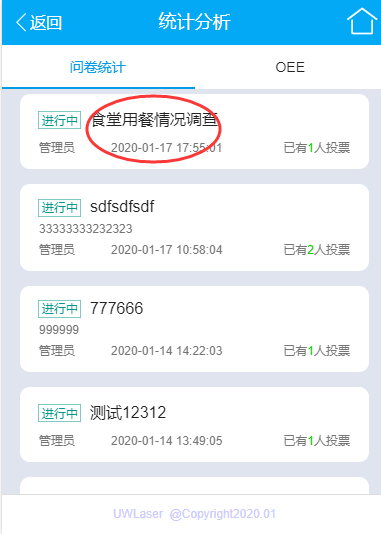 返回
统计分析
问卷统计
OEE
进行中 食堂用餐情况调查
管理员 2020-01-17 17:55:01 已有1人投票
进行中 sdfsdfsdf
33333333232323
管理员 2020-01-17 10:58:04 已有2人投票
进行中 777666
999999
管理员 2020-01-14 14:22:03 已有1人投票
进行中 测试12312
管理员 2020-01-14 13:49:05 已有1人投票
UWLaser @Copyright2020.01